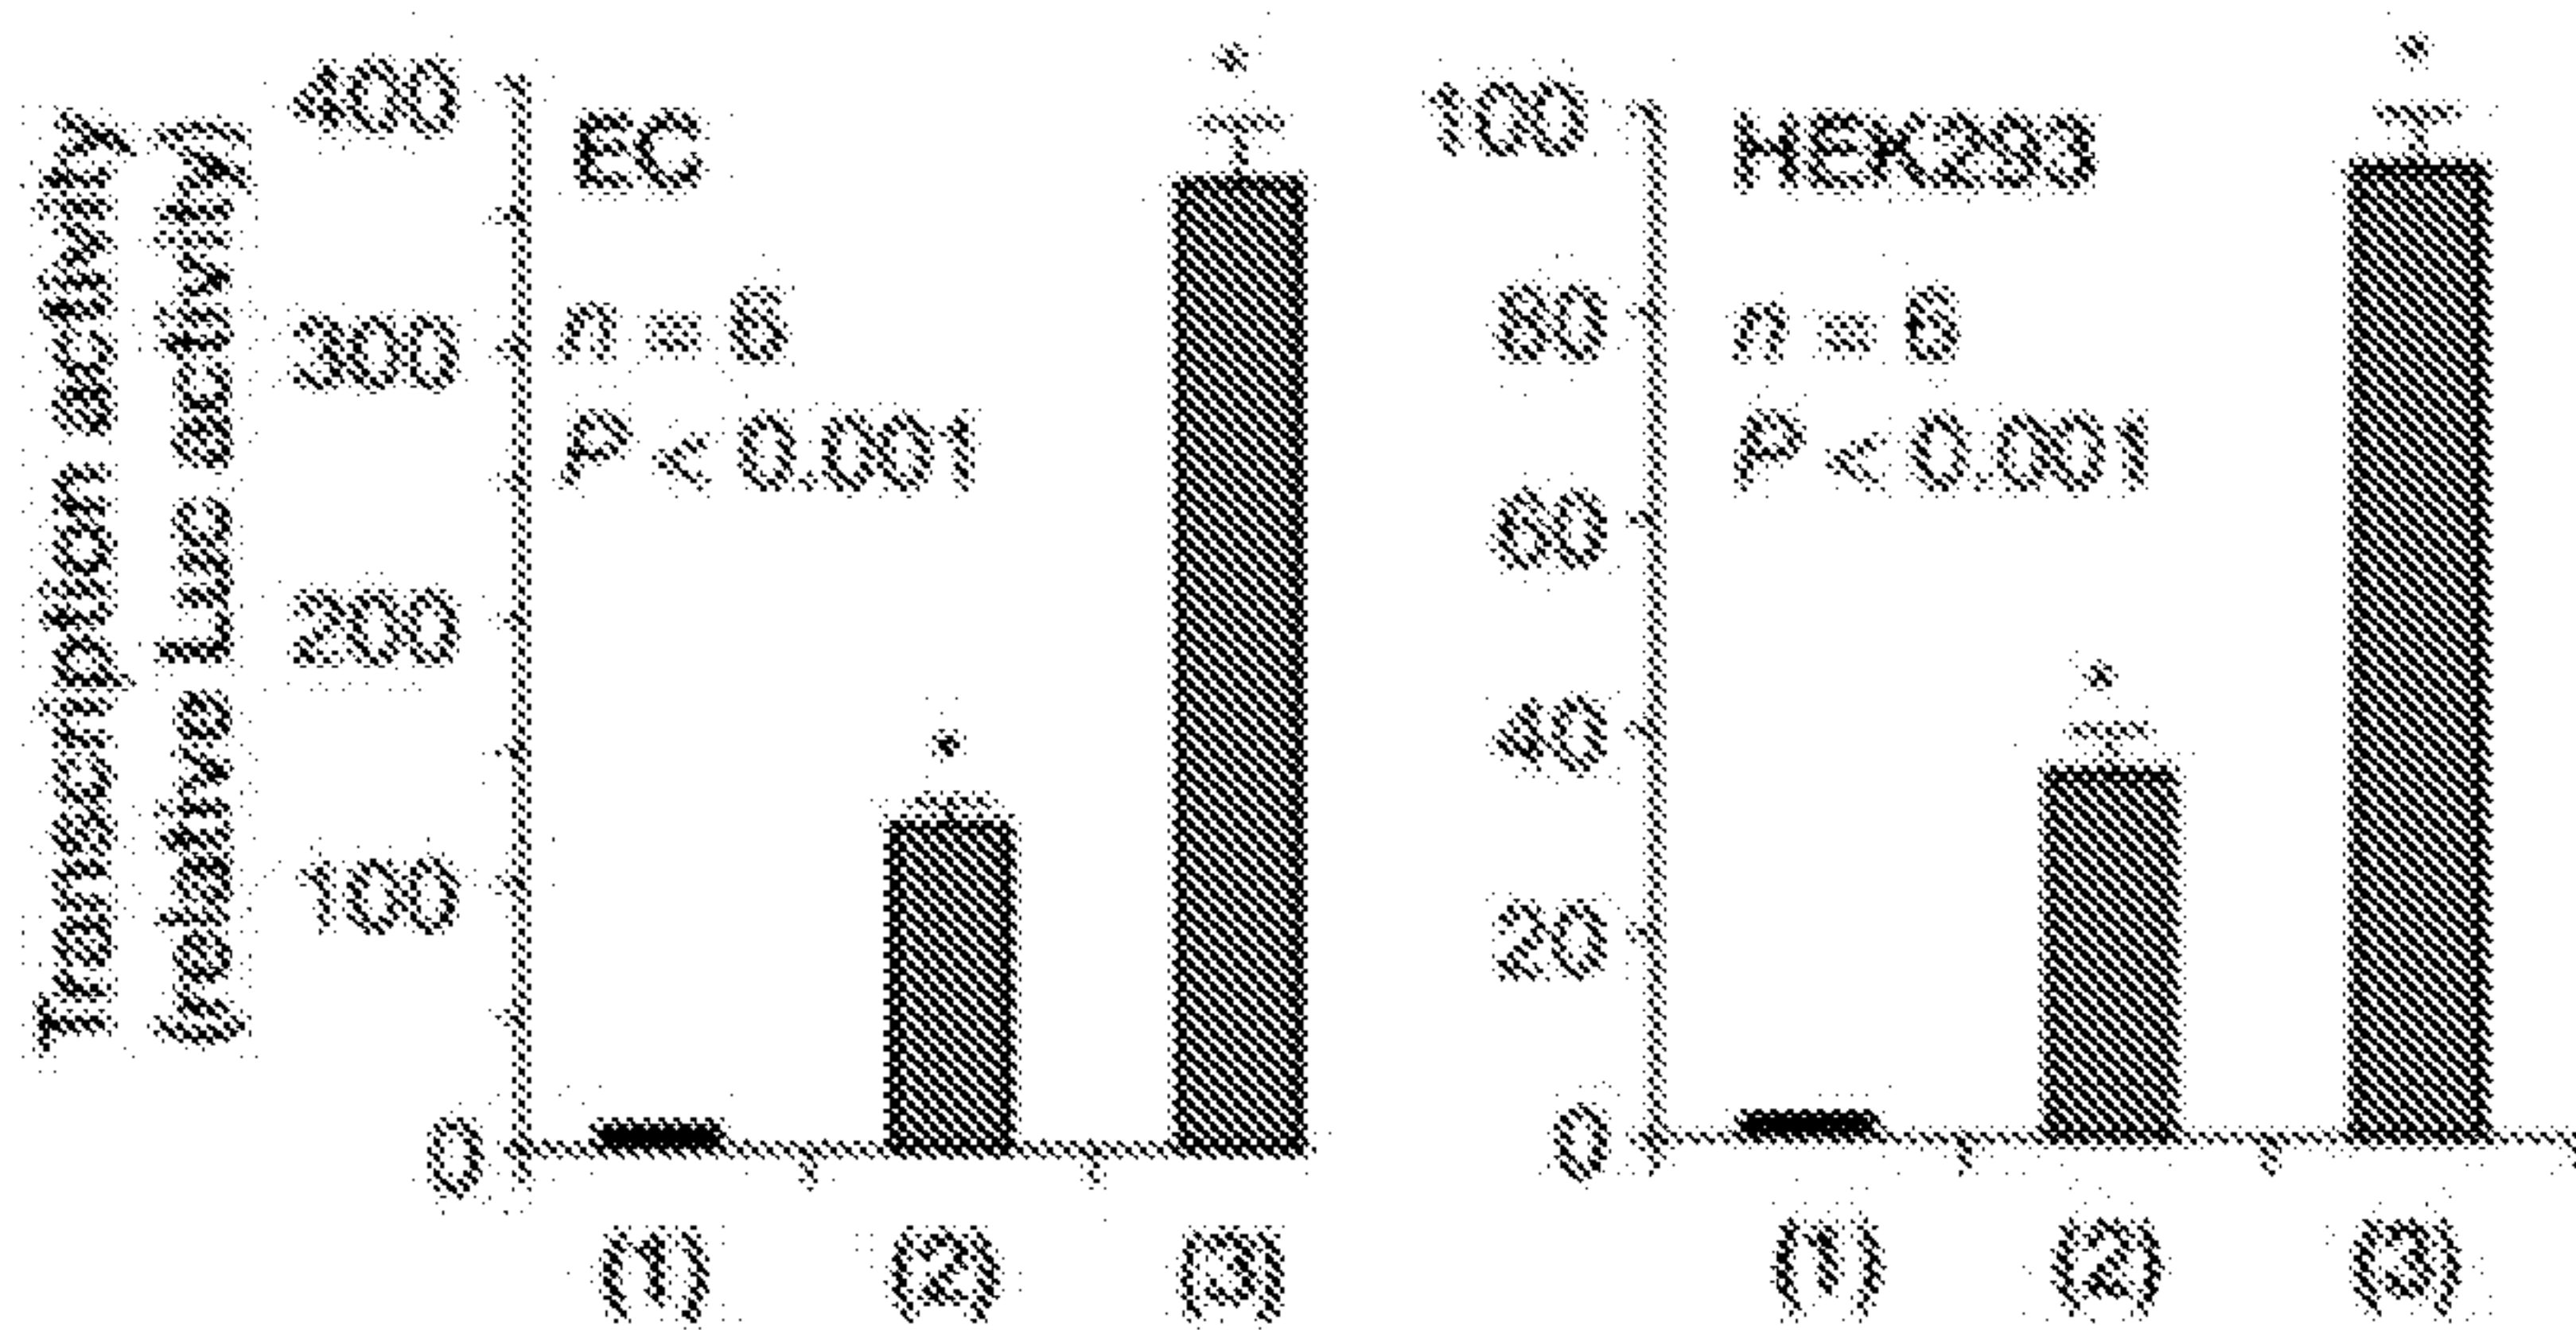 Transcription activity
(relative Luc activity)
400
300
200
100
0
EC
n = 6
P < 0.001
*
*
(1)
(2)
(3)
100
80
60
40
20
0
HEK293
n = 6
P < 0.001
*
*
(1)
(2)
(3)